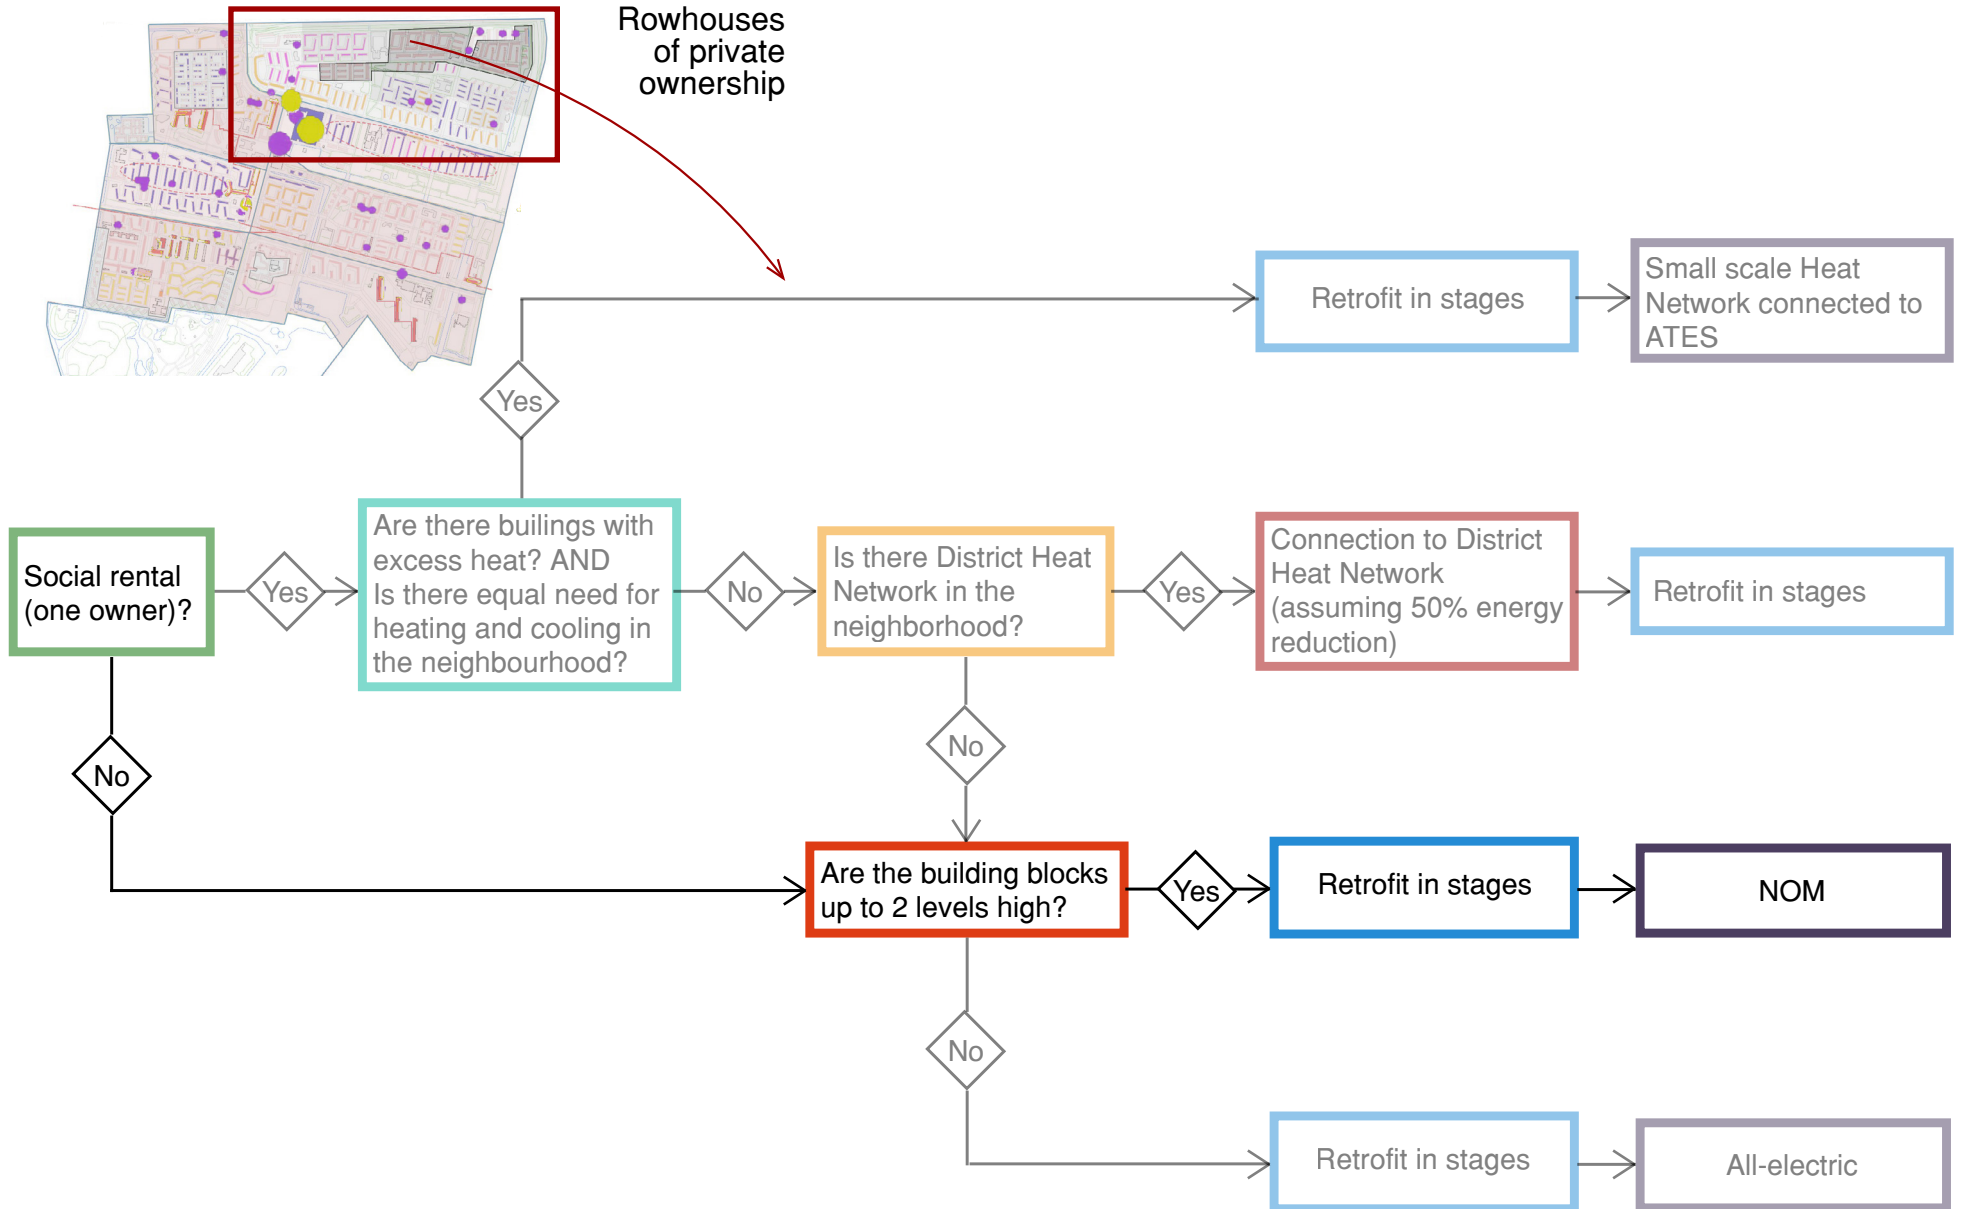 Rowhouses
of private
ownership
Retrofit in stages
Small scale Heat
Network connected to
ATES
Yes
Social rental
(one owner)?
Yes
Are there builings with
excess heat? AND
Is there equal need for
heating and cooling in
the neighbourhood?
No
Is there District Heat
Network in the
neighborhood?
Yes
Connection to District
Heat Network
(assuming 50% energy
reduction)
Retrofit in stages
No
No
Are the building blocks
up to 2 levels high?
Yes
Retrofit in stages
NOM
No
Retrofit in stages
All-electric